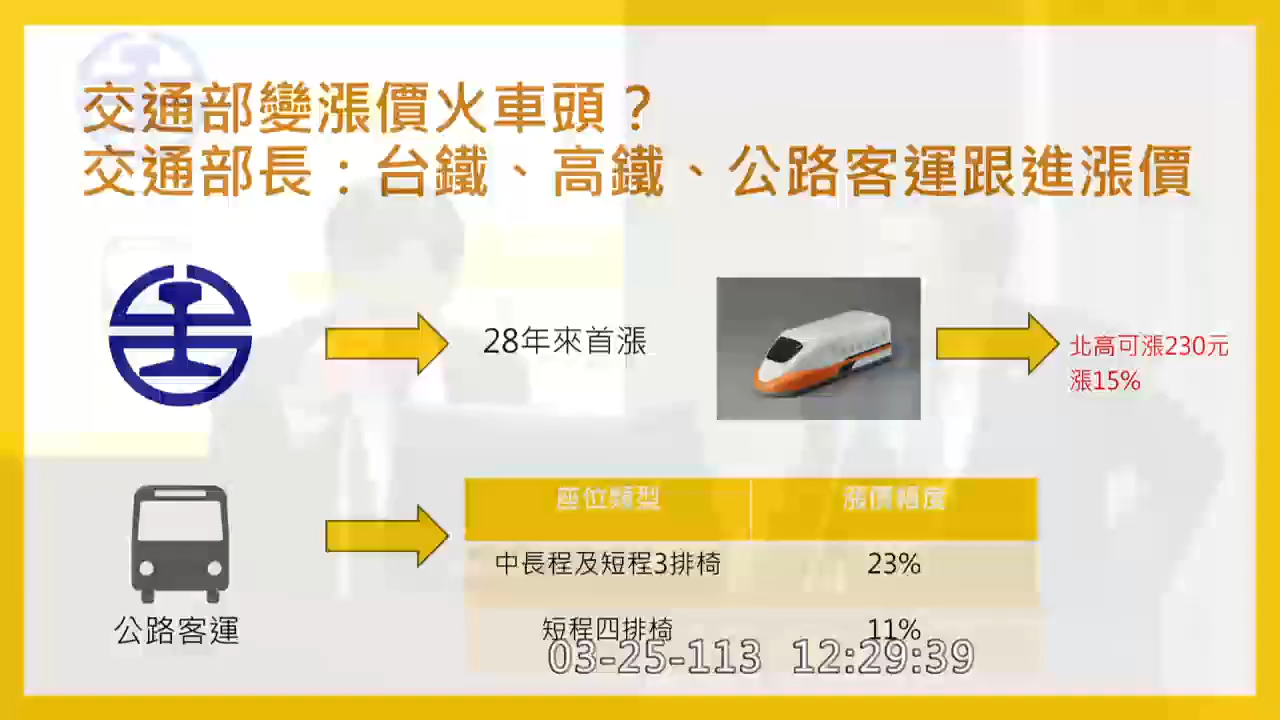 交通部變漲價火車頭？
交通部長：台鐵、高鐵、公路客運跟進漲價
28年來首漲
北高可漲230元
漲15%
公路客運
座位類型 漲價幅度
中長程及短程3排椅 23%
短程四排椅 11%
03-25-113 12:29:39